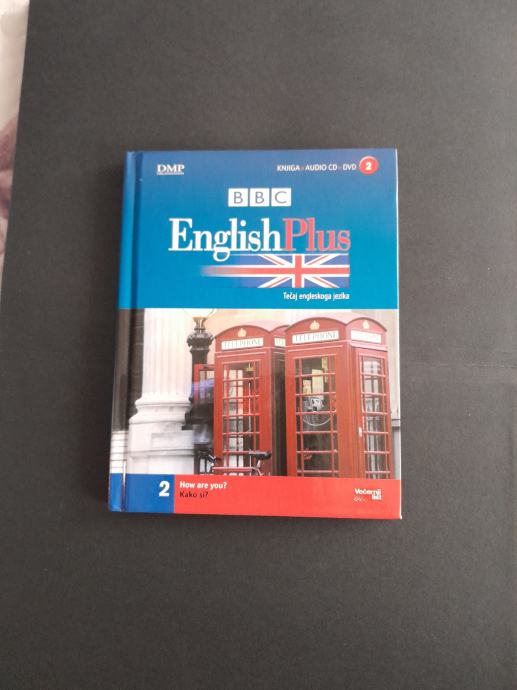 DMP
KNJIGA • AUDIO CD • DVD 2
BBC
EnglishPlus
Tečaj engleskoga jezika
TELEPHONE
TELEPHONE
2 How are you?
Kako si?
Večernji
list